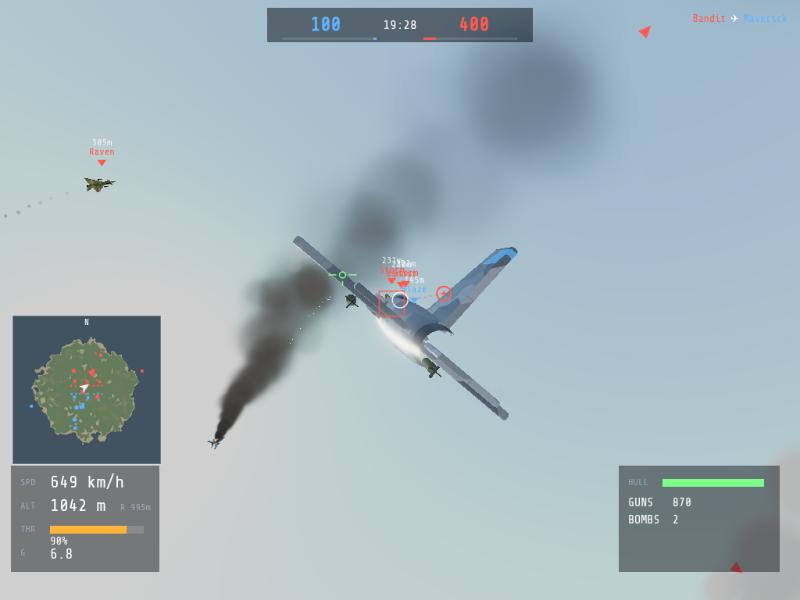 100 19:28 400
Bandit Maverick
305m
Raven
N
SPD 649 km/h
ALT 1042 m R 995m
THR
90%
G 6.8
HULL
GUNS 870
BOMBS 2